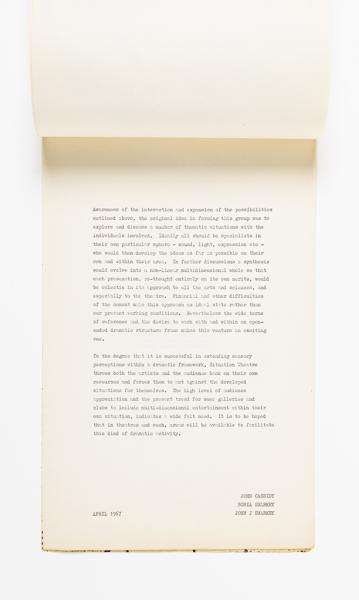 Awareness of the interaction and expansion of the possibilities
outlined above, the original idea in forming this group was to
explore and discuss a number of thematic situations with the
individuals involved. Ideally all should be specialists in
their own particular sphere - sound, light, expression etc -
who would then develop the ideas as far as possible on their
own and within their area. In further discussions a synthesis
would evolve into a non-linear multidimensional whole so that
each presentation, re-thought entirely on its own merits, would
be eclectic in its approach to all the arts and sciences, and
especially to the theatre. Financial and other difficulties
of the moment make this approach an ideal state rather than
our present working conditions. Nevertheless the wide terms
of reference and the desire to work with and within an open-
ended dramatic structure frame makes this venture an exciting
one.
To the degree that it is successful in extending sensory
perceptions within a dramatic framework, Situation Theatre
throws both the artists and the audience back on their own
resources and forces them to act against the developed
situations for themselves. The high level of audience
appreciation and the present trend for some galleries and
clubs to include multi-dimensional entertainment within their
own situation, indicates a wide felt need. It is to be hoped
that in theatres and such, areas will be available to facilitate
this kind of dramatic activity.
JOHN CASSIDY
SONIA SHARKEY
APRIL 1967 JOHN J SHARKEY